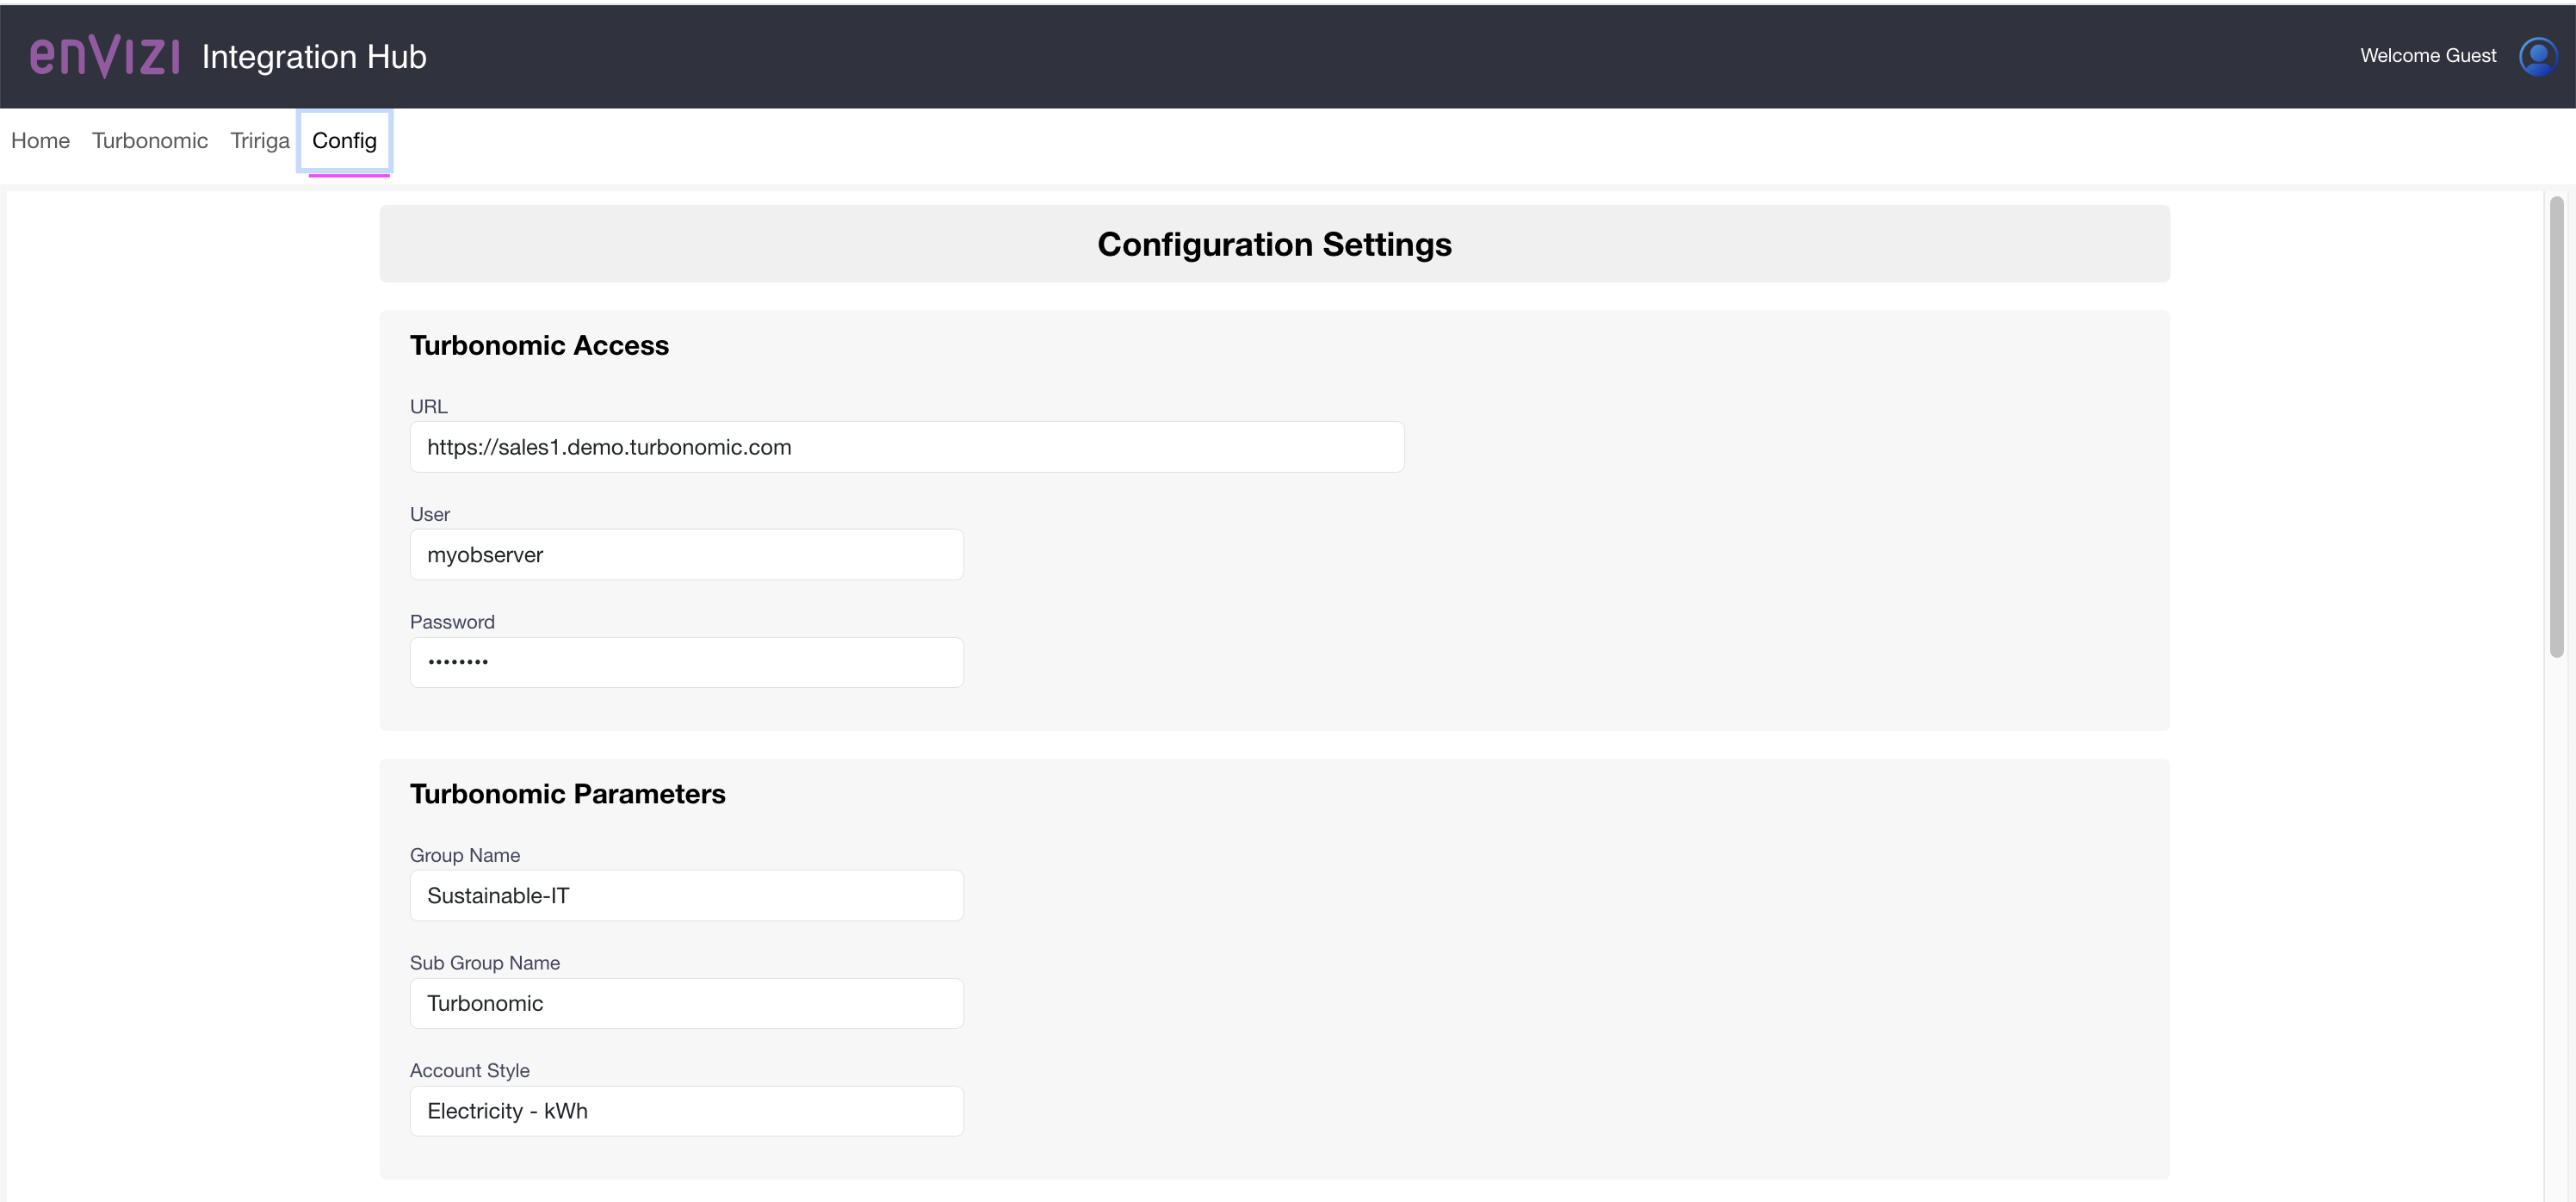 enVIZI Integration Hub
Welcome Guest
Home Turbonomic Tririga Config
Configuration Settings
Turbonomic Access
URL
https://sales1.demo.turbonomic.com
User
myobserver
Password
••••••••
Turbonomic Parameters
Group Name
Sustainable-IT
Sub Group Name
Turbonomic
Account Style
Electricity - kWh